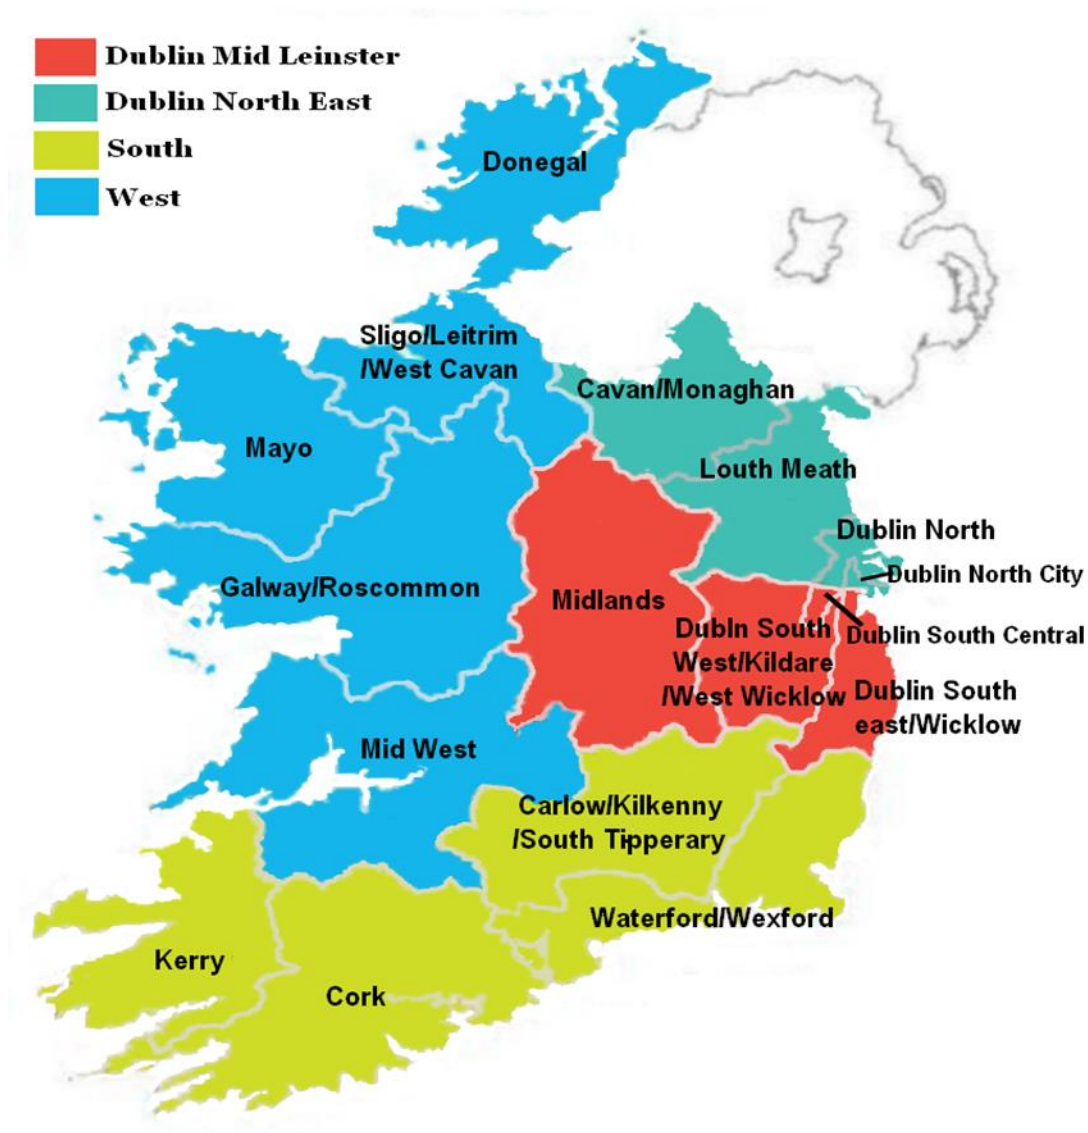 Dublin Mid Leinster
Dublin North East
South
West
Donegal
Sligo/Leitrim
/West Cavan
Cavan/Monaghan
Mayo
Louth Meath
Dublin North
Dublin North City
Galway/Roscommon
Midlands
Dubln South
West/Kildare
/West Wicklow
Dublin South Central
Dublin South
east/Wicklow
Mid West
Carlow/Kilkenny
/South Tipperary
Waterford/Wexford
Kerry
Cork